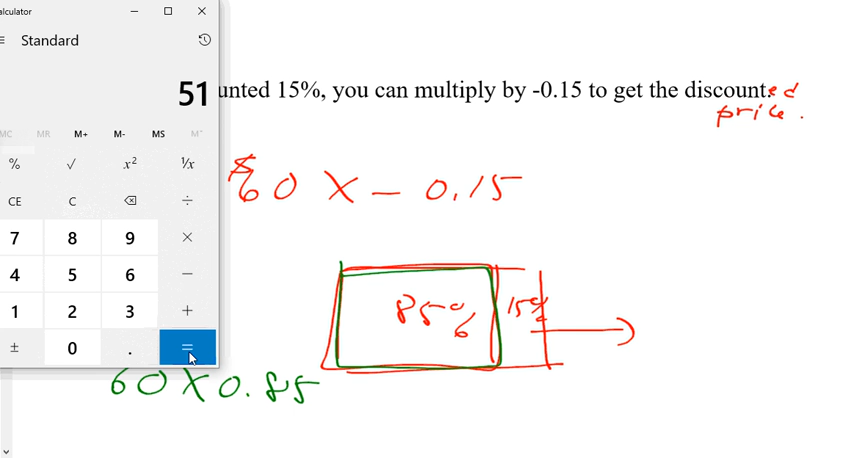 alculator
Standard
51
unted 15%, you can multiply by -0.15 to get the discounted
price.
MC MR M+ M- MS M˅
% √ x² ¹/x
CE C ⌫ ÷
7 8 9 ×
4 5 6 −
1 2 3 +
± 0 . =
$60 X - 0.15
85% 15%
60 X 0.85